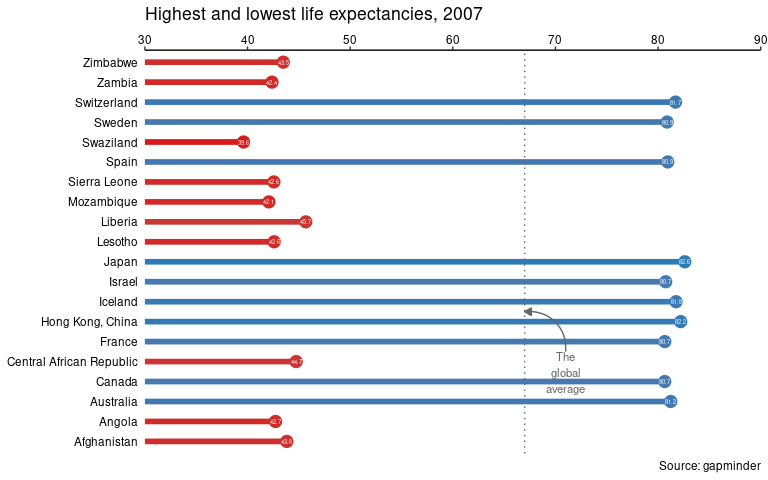 Highest and lowest life expectancies, 2007
30 40 50 60 70 80 90
Zimbabwe 43.5
Zambia 42.4
Switzerland 81.7
Sweden 80.9
Swaziland 39.6
Spain 80.9
Sierra Leone 42.6
Mozambique 42.1
Liberia 45.7
Lesotho 42.6
Japan 82.6
Israel 80.7
Iceland 81.8
Hong Kong, China 82.2
France 80.7
Central African Republic 44.7
The
global
average
Canada 80.7
Australia 81.2
Angola 42.7
Afghanistan 43.8
Source: gapminder